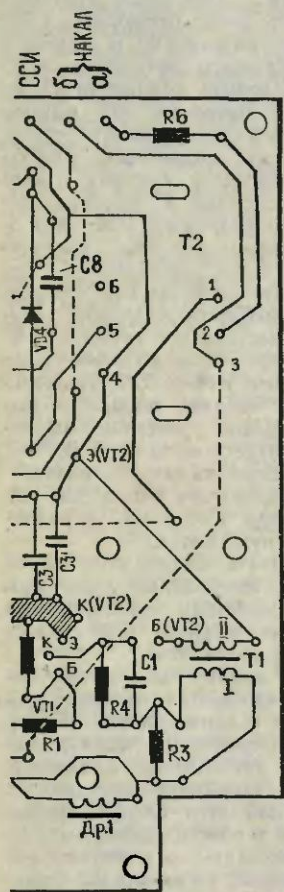 ССИ
НАКАЛ
б)
а)
R6
T2
C8
Б
1
VD4
5
2
4
3
Э(VT2)
C3
C3'
К(VT2)
К
Э
Б
Б(VT2)
II
T1
C1
I
VT1
R4
R1
R3
Др.1